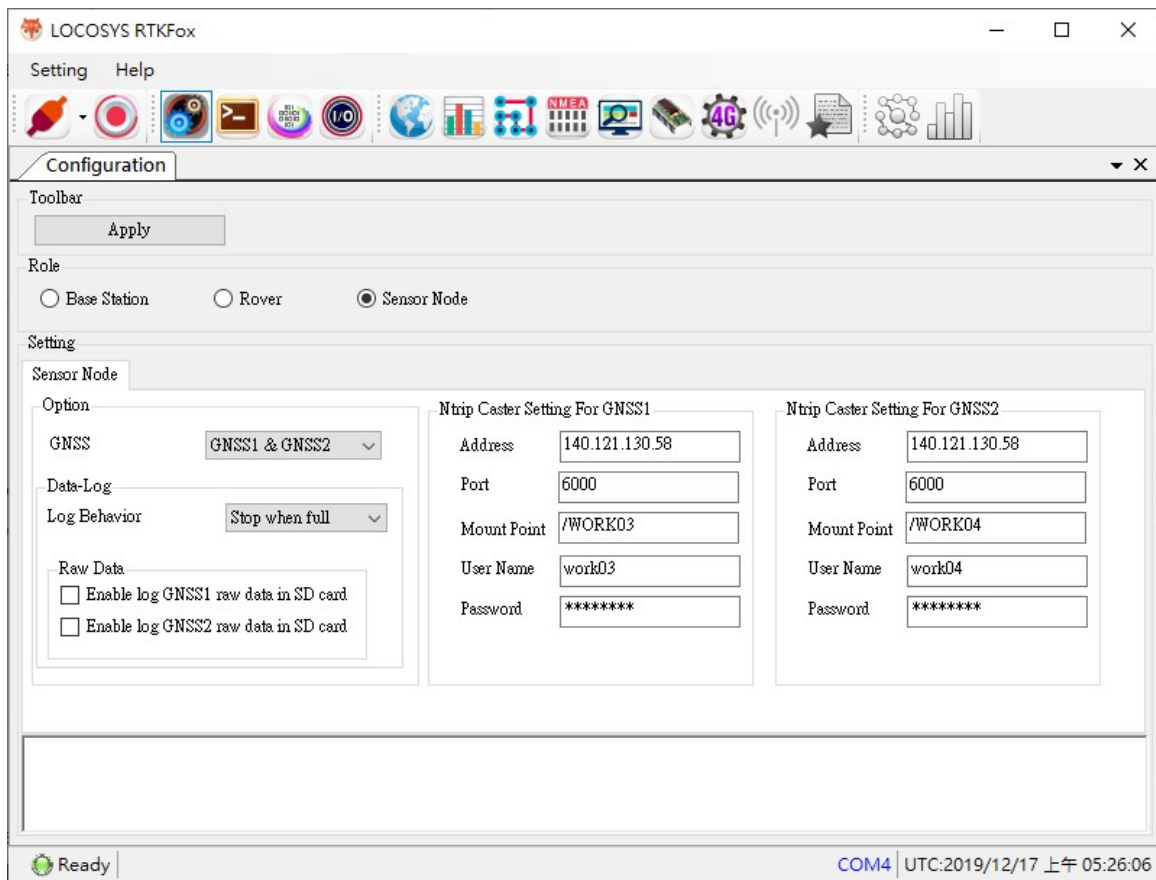 LOCOSYS RTKFox
Setting Help
NMEA
I/O
4G
Configuration
Toolbar
Apply
Role
Base Station Rover Sensor Node
Setting
Sensor Node
Option
GNSS GNSS1 & GNSS2
Data-Log
Log Behavior Stop when full
Raw Data
Enable log GNSS1 raw data in SD card
Enable log GNSS2 raw data in SD card
Ntrip Caster Setting For GNSS1
Address 140.121.130.58
Port 6000
Mount Point /WORK03
User Name work03
Password ********
Ntrip Caster Setting For GNSS2
Address 140.121.130.58
Port 6000
Mount Point /WORK04
User Name work04
Password ********
Ready COM4 UTC:2019/12/17 上午 05:26:06